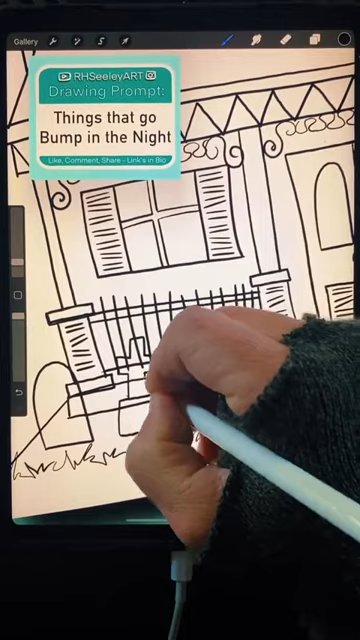 Gallery
RHSeeleyART
Drawing Prompt:
Things that go
Bump in the Night
Like, Comment, Share - Link's in Bio